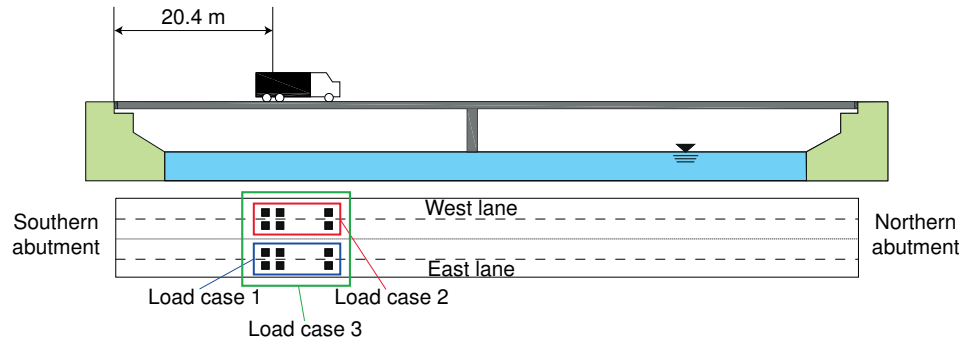 20.4 m
West lane
Southern
abutment
Northern
abutment
East lane
Load case 1
Load case 2
Load case 3